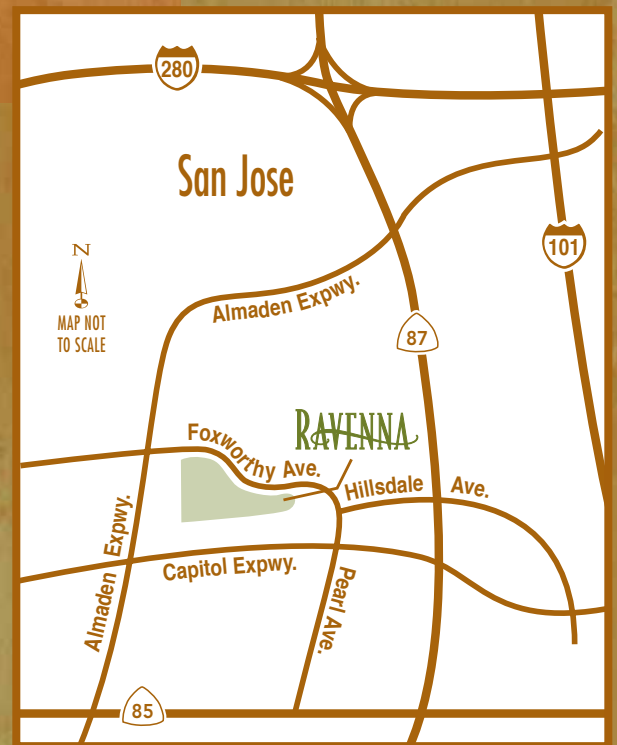 280
San Jose
N
MAP NOT
TO SCALE
101
Almaden Expwy.
87
RAVENNA
Foxworthy Ave.
Hillsdale Ave.
Almaden Expwy.
Capitol Expwy.
Pearl Ave.
85